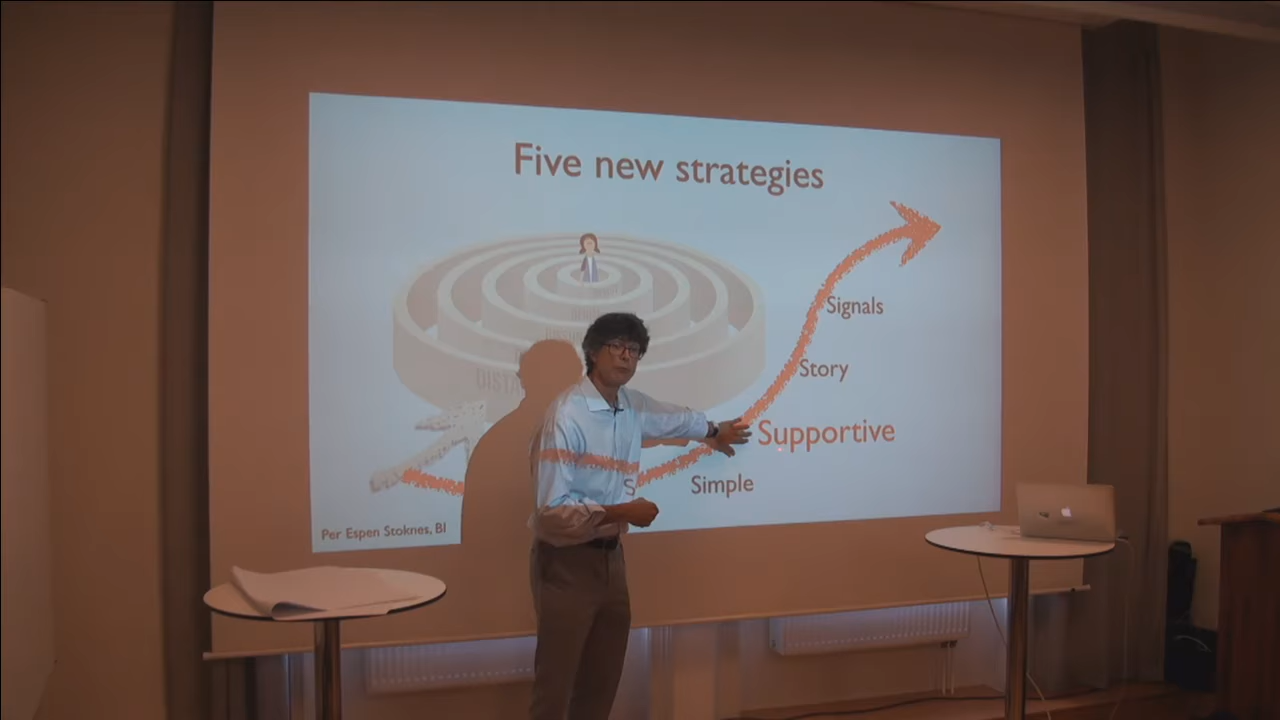 Five new strategies
Signals
Story
Supportive
Simple
Per Espen Stoknes, BI